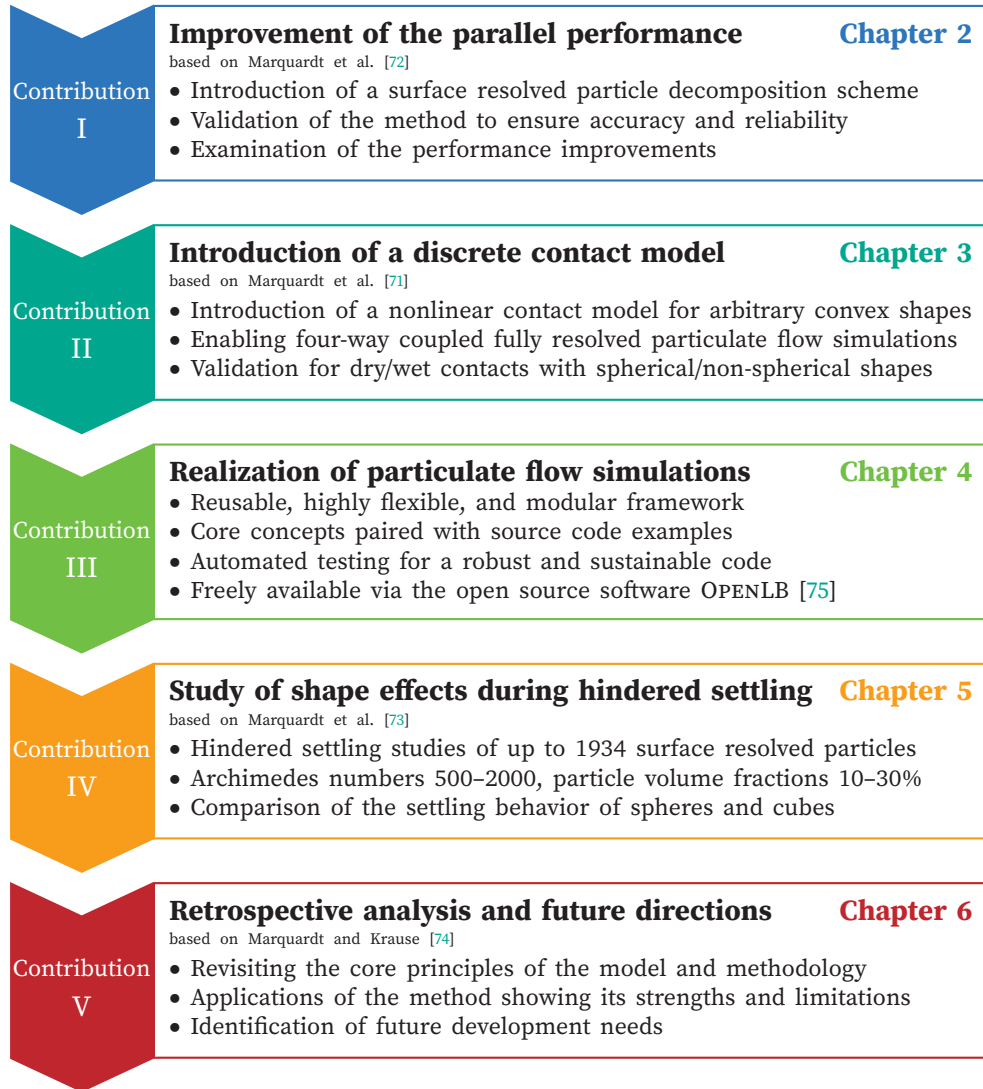 Contribution
I
Improvement of the parallel performance Chapter 2
based on Marquardt et al. [72]
• Introduction of a surface resolved particle decomposition scheme
• Validation of the method to ensure accuracy and reliability
• Examination of the performance improvements
Contribution
II
Introduction of a discrete contact model Chapter 3
based on Marquardt et al. [71]
• Introduction of a nonlinear contact model for arbitrary convex shapes
• Enabling four-way coupled fully resolved particulate flow simulations
• Validation for dry/wet contacts with spherical/non-spherical shapes
Contribution
III
Realization of particulate flow simulations Chapter 4
• Reusable, highly flexible, and modular framework
• Core concepts paired with source code examples
• Automated testing for a robust and sustainable code
• Freely available via the open source software OPENLB [75]
Contribution
IV
Study of shape effects during hindered settling Chapter 5
based on Marquardt et al. [73]
• Hindered settling studies of up to 1934 surface resolved particles
• Archimedes numbers 500–2000, particle volume fractions 10–30%
• Comparison of the settling behavior of spheres and cubes
Contribution
V
Retrospective analysis and future directions Chapter 6
based on Marquardt and Krause [74]
• Revisiting the core principles of the model and methodology
• Applications of the method showing its strengths and limitations
• Identification of future development needs